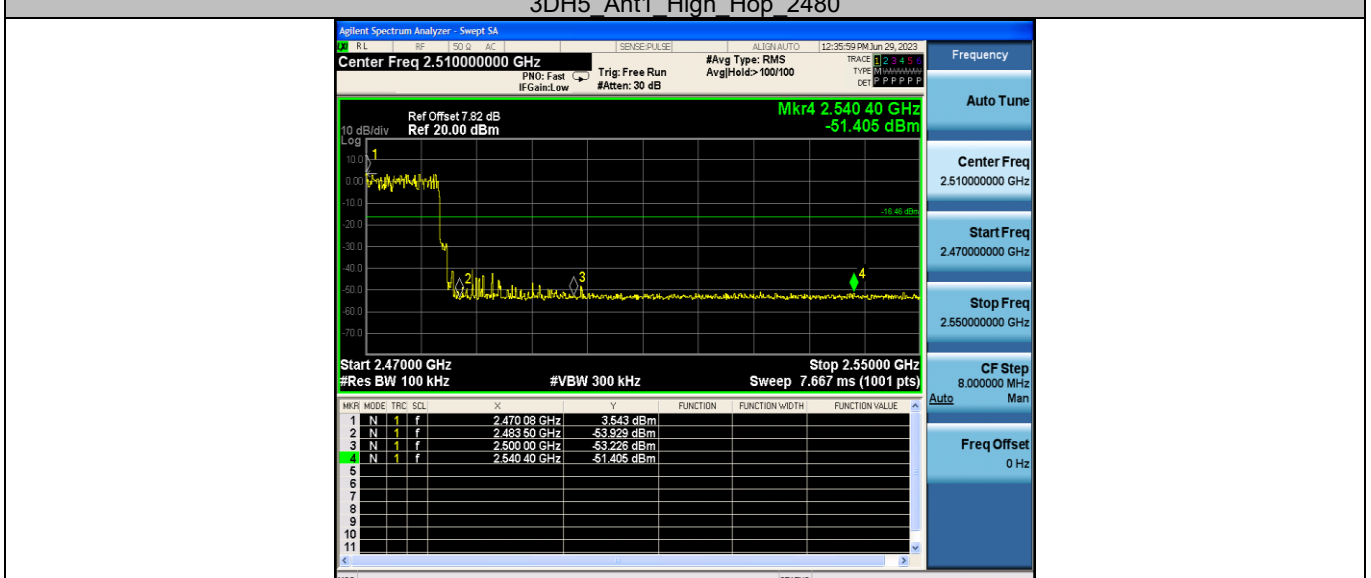 3DH5_Ant1_High_Hop_2480
Agilent Spectrum Analyzer - Swept SA
RL RF 50 Ω AC SENSE:PULSE ALIGN AUTO 12:35:59 PM Jun 29, 2023
Center Freq 2.510000000 GHz
PNO: Fast
IFGain:Low
Trig: Free Run
#Atten: 30 dB
#Avg Type: RMS
Avg|Hold:>100/100
TRACE 1 2 3 4 5 6
TYPE M
DET P P P P P P
Mkr4 2.540 40 GHz
-51.405 dBm
Ref Offset 7.82 dB
10 dB/div Ref 20.00 dBm
Log
10.0
0.00
-10.0
-20.0
-30.0
-40.0
-50.0
-60.0
-70.0
1
2
3
4
-16.46 dBm
Start 2.47000 GHz Stop 2.55000 GHz
#Res BW 100 kHz #VBW 300 kHz Sweep 7.667 ms (1001 pts)
MKR MODE TRC SCL X Y FUNCTION FUNCTION WIDTH FUNCTION VALUE
1 N 1 f 2.470 08 GHz 3.543 dBm
2 N 1 f 2.483 50 GHz -53.929 dBm
3 N 1 f 2.500 00 GHz -53.226 dBm
4 N 1 f 2.540 40 GHz -51.405 dBm
5
6
7
8
9
10
11
Frequency
Auto Tune
Center Freq
2.510000000 GHz
Start Freq
2.470000000 GHz
Stop Freq
2.550000000 GHz
CF Step
8.000000 MHz
Auto Man
Freq Offset
0 Hz